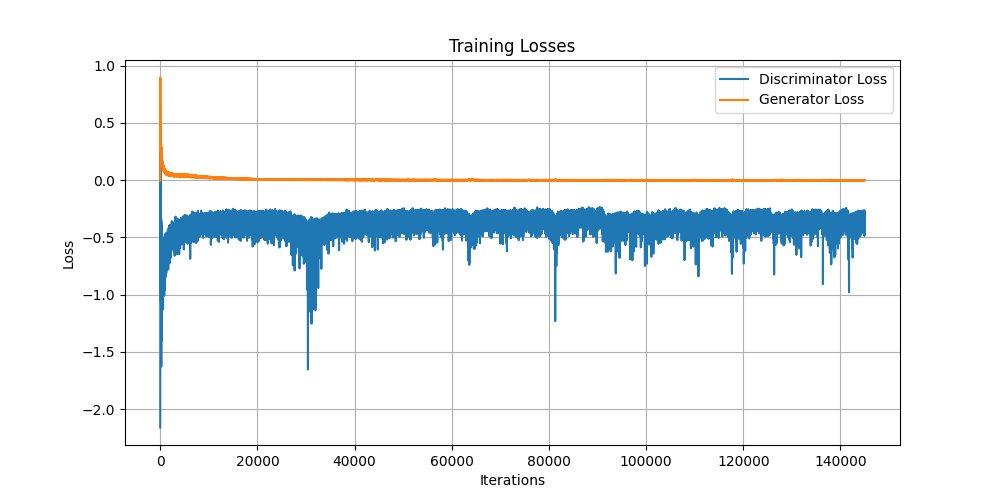 Training Losses
1.0
0.5
0.0
−0.5
−1.0
−1.5
−2.0
Loss
Discriminator Loss
Generator Loss
0 20000 40000 60000 80000 100000 120000 140000
Iterations